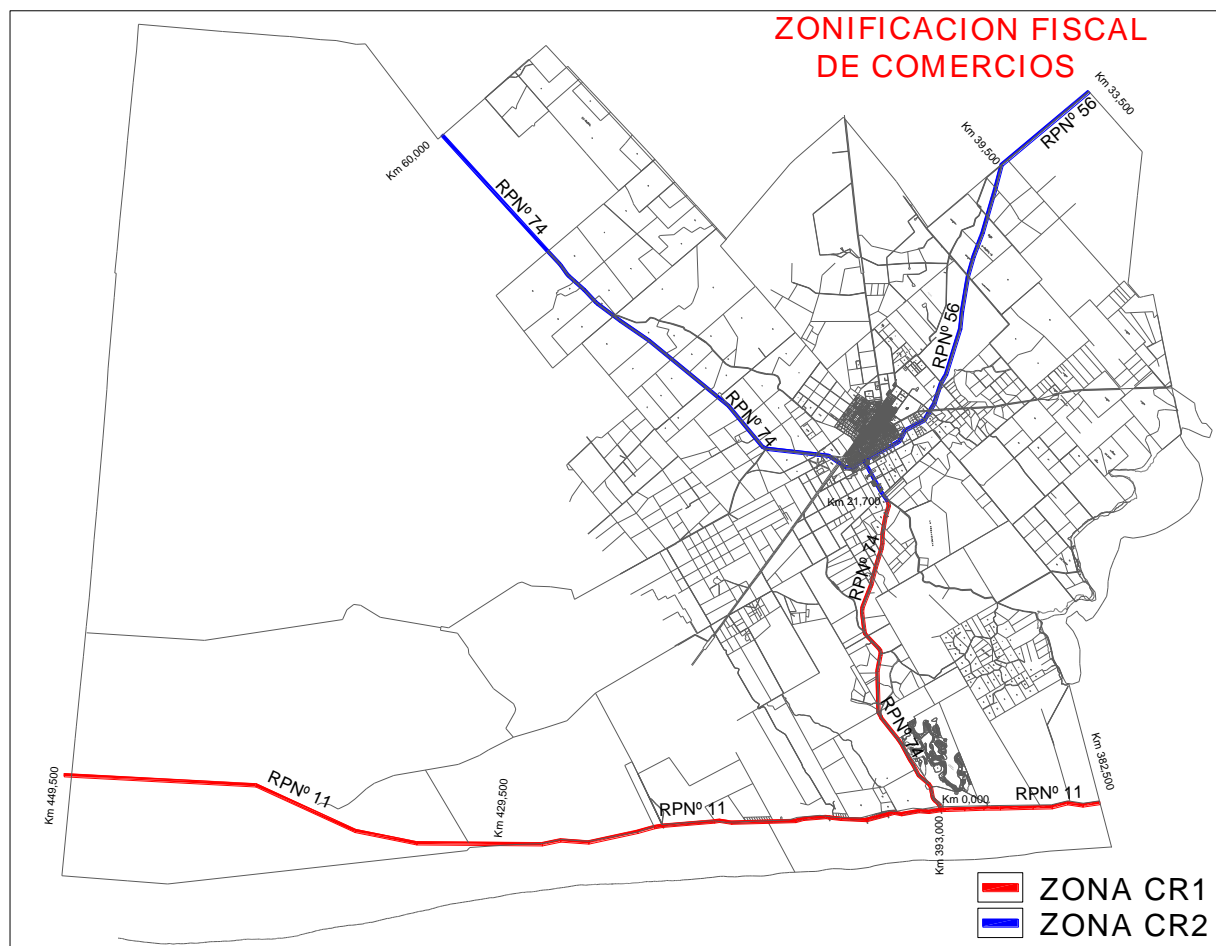 ZONIFICACION FISCAL
DE COMERCIOS
Km 33,500
RPNº 56
Km 39,500
Km 60,000
RPNº 74
RPNº 56
RPNº 74
Km 21,700
RPNº 74
RPNº 74
Km 449,500
RPNº 11
Km 429,500
RPNº 11
Km 0,000
RPNº 11
Km 382,500
Km 393,000
ZONA CR1
ZONA CR2